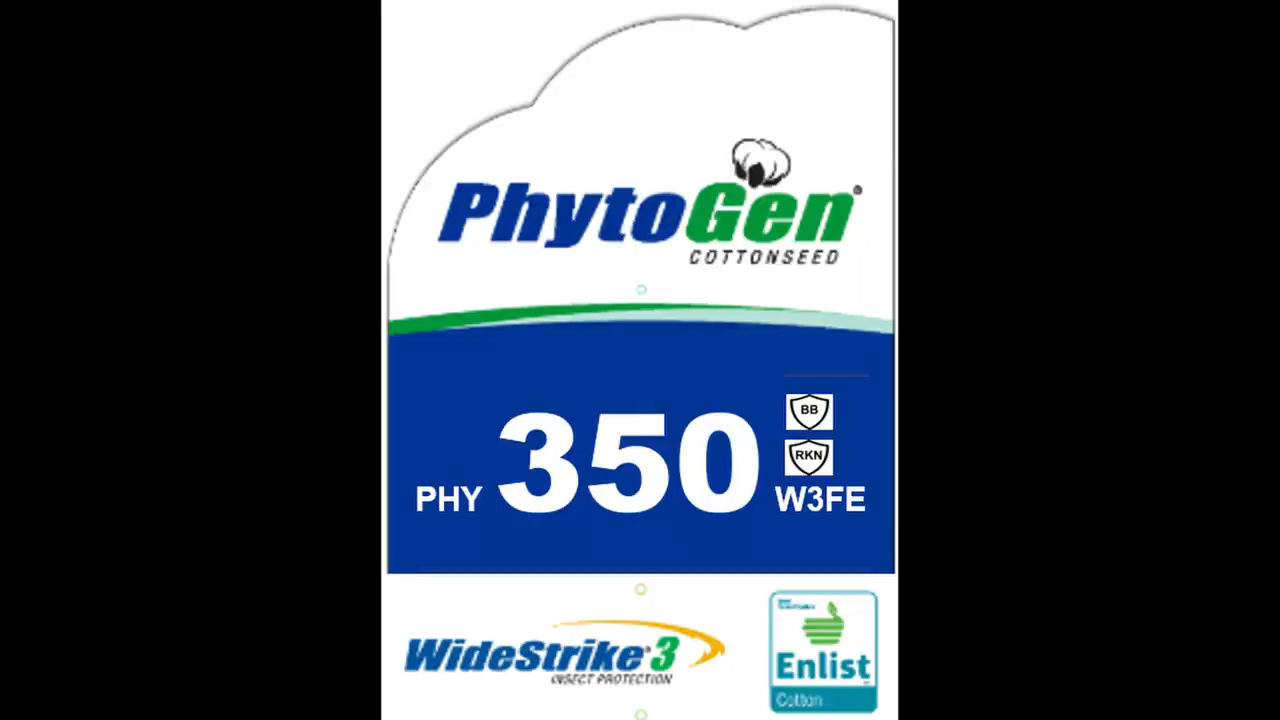 PhytoGen®
COTTONSEED
BB
RKN
PHY 350 W3FE
WideStrike® 3
INSECT PROTECTION
Enlist
Cotton